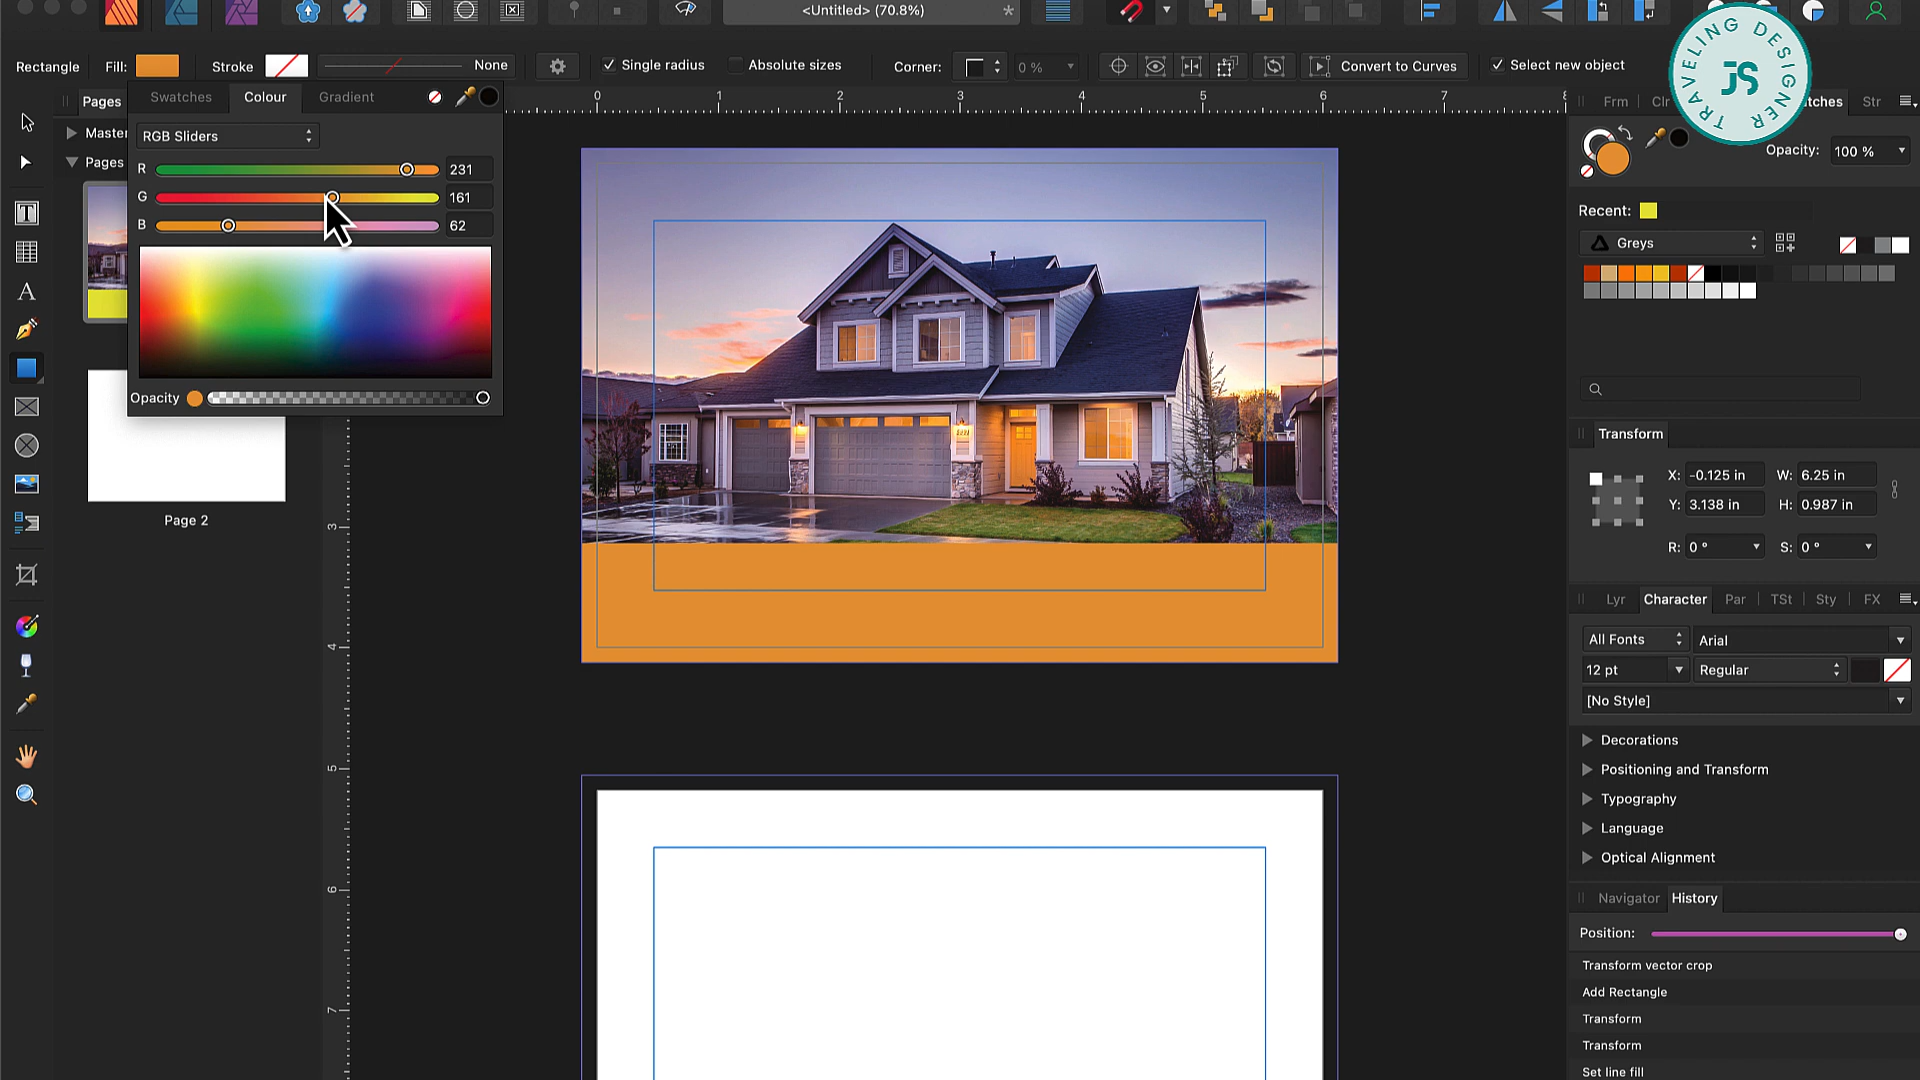 <Untitled> (70.8%)
*
Rectangle
Fill:
Stroke
None
Single radius
Absolute sizes
Corner:
0 %
Convert to Curves
Select new object
TRAVELING DESIGNER
JS
Swatches
Colour
Gradient
RGB Sliders
R
231
G
161
B
62
Opacity
Pages
Master
Pages
Page 2
0
1
2
3
4
5
6
7
3
4
5
6
7
Frm
Clr
tches
Str
Opacity:
100 %
Recent:
Greys
Transform
X:
-0.125 in
W:
6.25 in
Y:
3.138 in
H:
0.987 in
R:
0 °
S:
0 °
Lyr
Character
Par
TSt
Sty
FX
All Fonts
Arial
12 pt
Regular
[No Style]
Decorations
Positioning and Transform
Typography
Language
Optical Alignment
Navigator
History
Position:
Transform vector crop
Add Rectangle
Transform
Transform
Set line fill